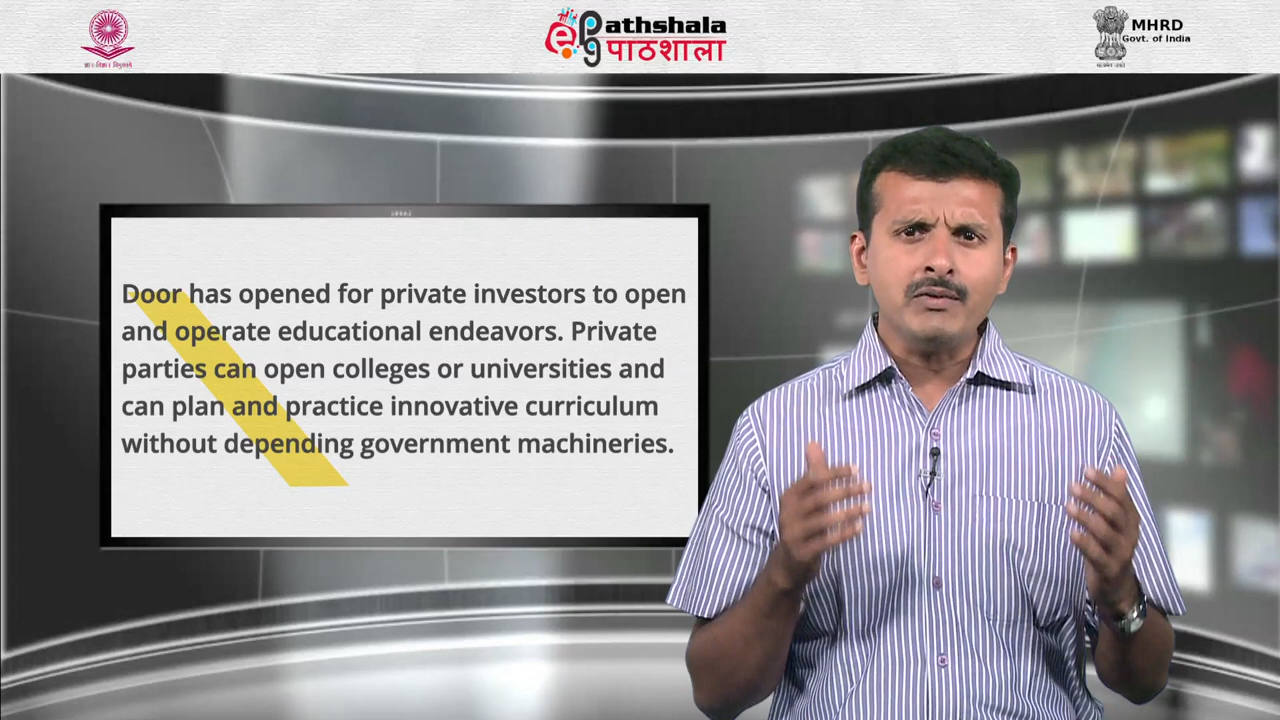 ePG Pathshala
पाठशाला
MHRD
Govt. of India
Door has opened for private investors to open
and operate educational endeavors. Private
parties can open colleges or universities and
can plan and practice innovative curriculum
without depending government machineries.